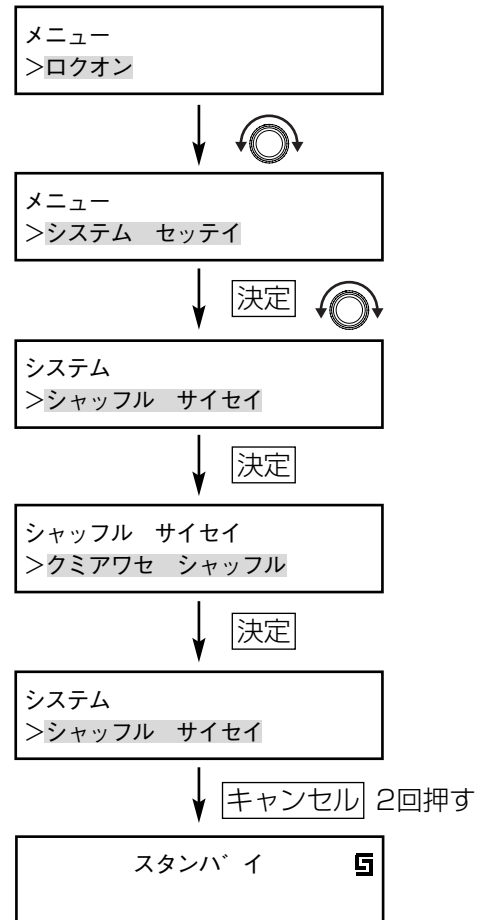 メニュー
>ロクオン
メニュー
>システム　セッテイ
決定
システム
>シャッフル　サイセイ
決定
シャッフル　サイセイ
>クミアワセ　シャッフル
決定
システム
>シャッフル　サイセイ
キャンセル 2回押す
スタンハ゛イ